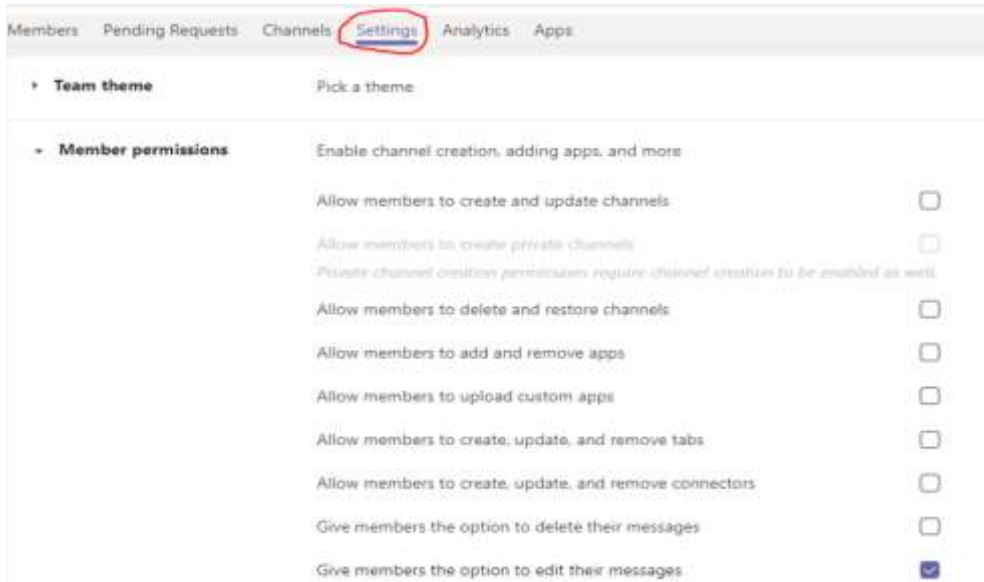 Members Pending Requests Channels Settings Analytics Apps
Team theme Pick a theme
Member permissions Enable channel creation, adding apps, and more
Allow members to create and update channels
Allow members to create private channels
Private channel creation permissions require channel creation to be enabled as well.
Allow members to delete and restore channels
Allow members to add and remove apps
Allow members to upload custom apps
Allow members to create, update, and remove tabs
Allow members to create, update, and remove connectors
Give members the option to delete their messages
Give members the option to edit their messages